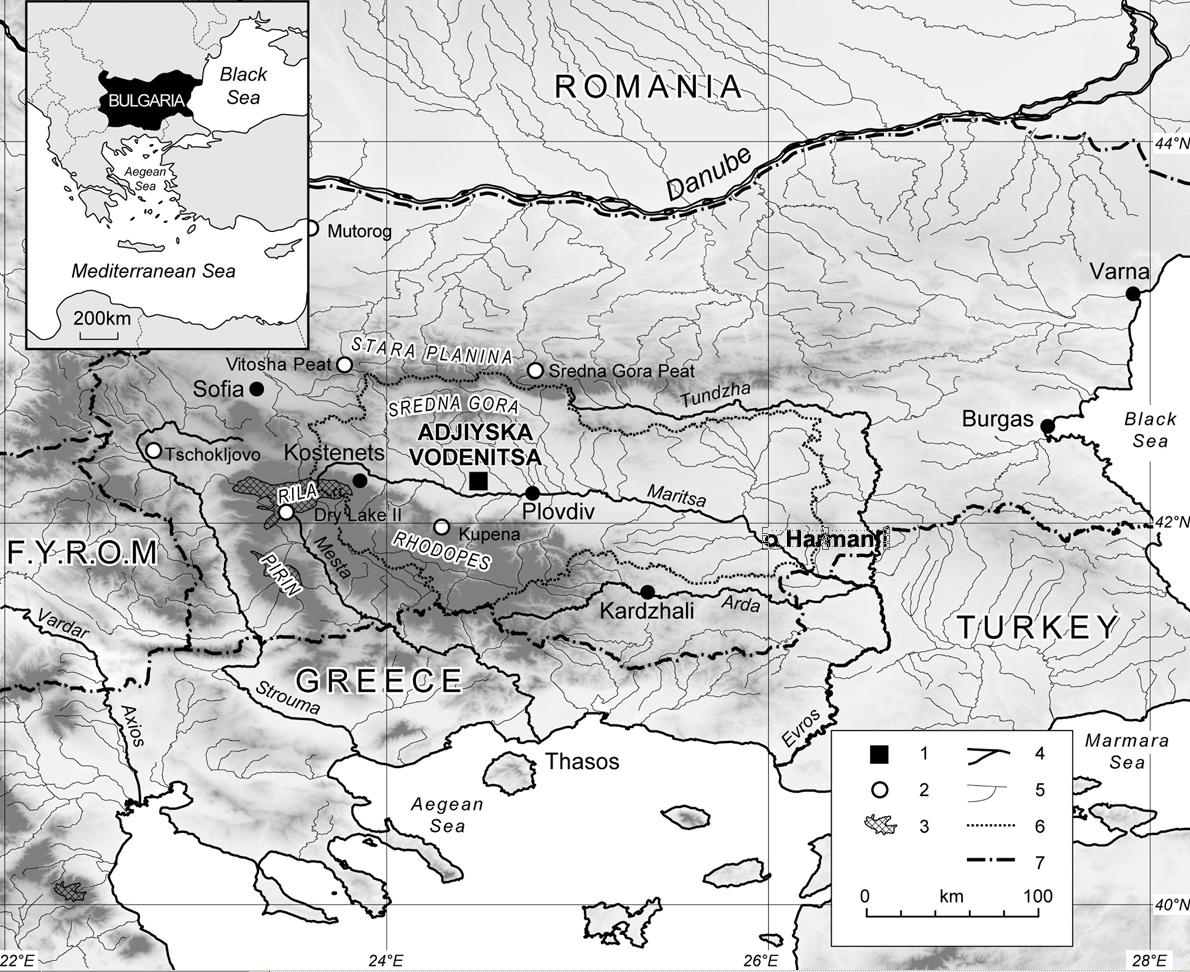 Black
Sea
BULGARIA
Aegean
Sea
Mediterranean Sea
200km
ROMANIA
Danube
44°N
Mutorog
Varna
STARA PLANINA
Vitosha Peat
Sredna Gora Peat
Sofia
SREDNA GORA
Tundzha
ADJIYSKA
VODENITSA
Burgas
Black
Sea
Tschokljovo
Kostenets
RILA
Dry Lake II
Plovdiv
Maritsa
42°N
Kupena
RHODOPES
Harmanli
F.Y.R.O.M
PIRIN
Mesta
Kardzhali
Arda
TURKEY
Vardar
GREECE
Strouma
Axios
Evros
Thasos
Marmara
Sea
Aegean
Sea
1
2
3
4
5
6
7
0 km 100
40°N
22°E
24°E
26°E
28°E